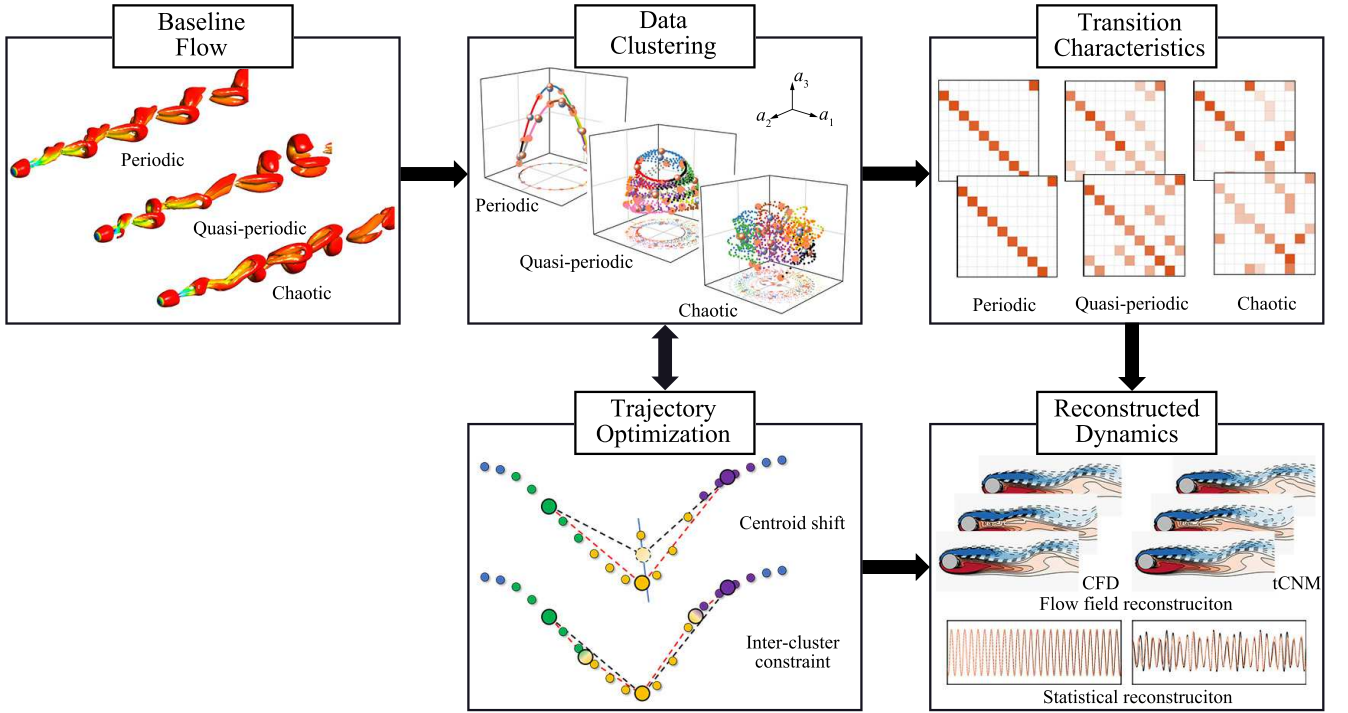 Baseline
Flow
Periodic
Quasi-periodic
Chaotic
Data
Clustering
a3
a2
a1
Periodic
Quasi-periodic
Chaotic
Transition
Characteristics
Periodic
Quasi-periodic
Chaotic
Trajectory
Optimization
Centroid shift
Inter-cluster
constraint
Reconstructed
Dynamics
CFD
tCNM
Flow field reconstruciton
Statistical reconstruciton